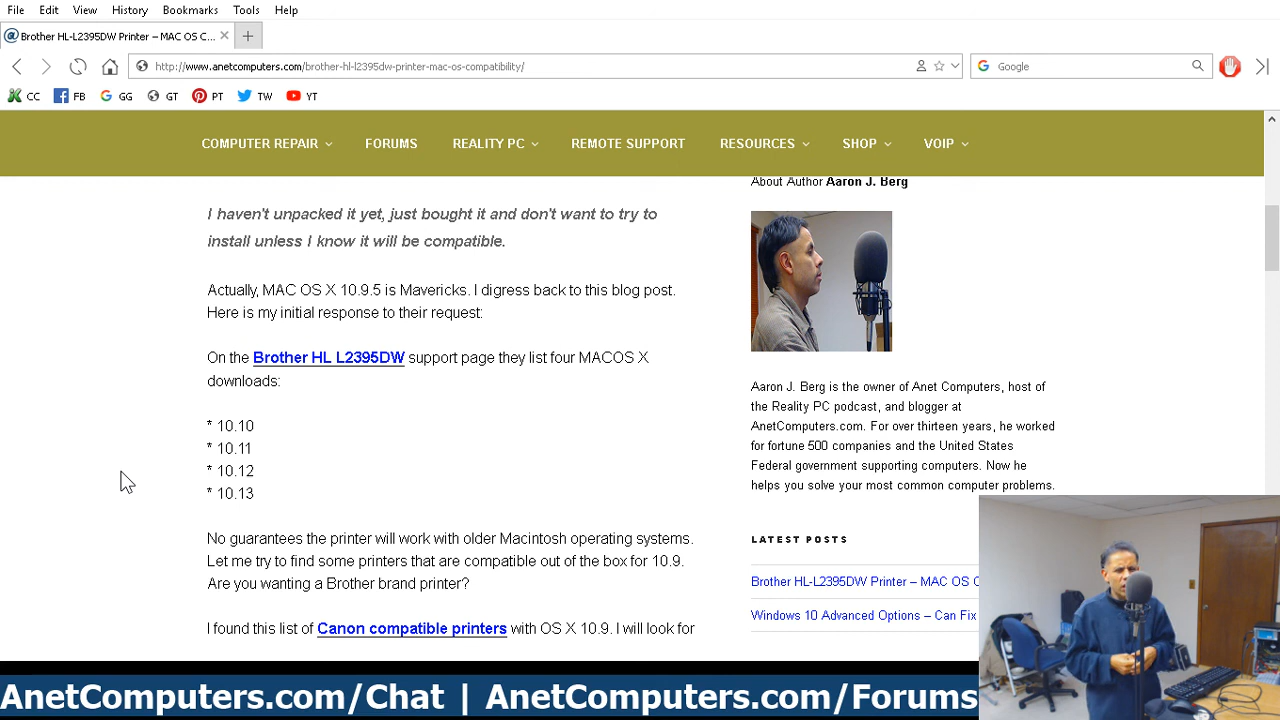 File Edit View History Bookmarks Tools Help
Brother HL-L2395DW Printer – MAC OS C...
http://www.anetcomputers.com/brother-hl-l2395dw-printer-mac-os-compatibility/
Google
CC FB GG GT PT TW YT
COMPUTER REPAIR FORUMS REALITY PC REMOTE SUPPORT RESOURCES SHOP VOIP
I haven't unpacked it yet, just bought it and don't want to try to
install unless I know it will be compatible.
Actually, MAC OS X 10.9.5 is Mavericks. I digress back to this blog post.
Here is my initial response to their request:
On the Brother HL L2395DW support page they list four MACOS X
downloads:
* 10.10
* 10.11
* 10.12
* 10.13
No guarantees the printer will work with older Macintosh operating systems.
Let me try to find some printers that are compatible out of the box for 10.9.
Are you wanting a Brother brand printer?
I found this list of Canon compatible printers with OS X 10.9. I will look for
About Author Aaron J. Berg
Aaron J. Berg is the owner of Anet Computers, host of
the Reality PC podcast, and blogger at
AnetComputers.com. For over thirteen years, he worked
for fortune 500 companies and the United States
Federal government supporting computers. Now he
helps you solve your most common computer problems.
LATEST POSTS
Brother HL-L2395DW Printer – MAC OS C
Windows 10 Advanced Options – Can Fix
AnetComputers.com/Chat | AnetComputers.com/Forums